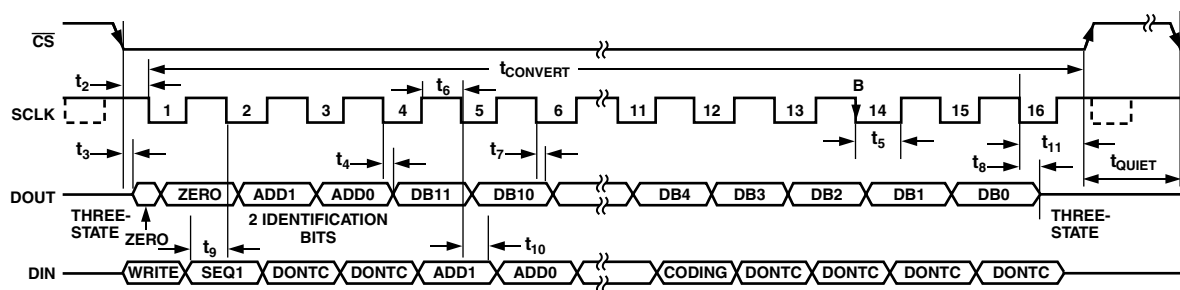 CS
t2
tCONVERT
t6
B
SCLK
1 2 3 4 5 6 11 12 13 14 15 16
t3
t4
t7
t5
t8
t11
tQUIET
DOUT
ZERO ADD1 ADD0 DB11 DB10 DB4 DB3 DB2 DB1 DB0
THREE-
STATE
ZERO
2 IDENTIFICATION
BITS
THREE-
STATE
t9
t10
DIN
WRITE SEQ1 DONTC DONTC ADD1 ADD0 CODING DONTC DONTC DONTC DONTC